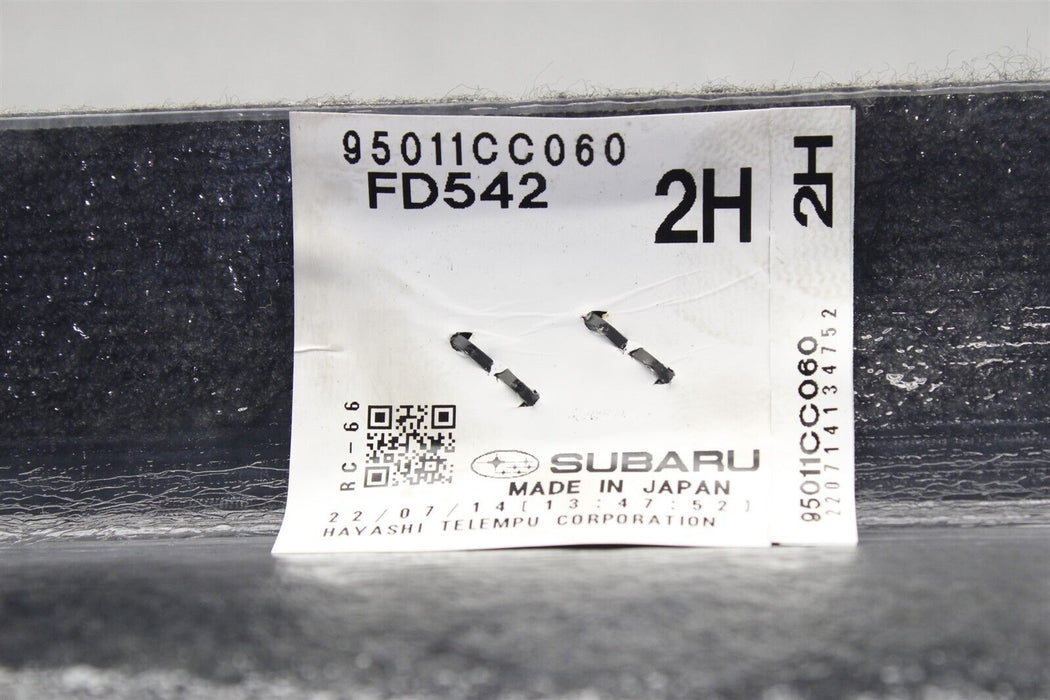 95011CC060
FD542
2H
2H
RC-66
SUBARU
MADE IN JAPAN
22/07/14[13:47:52]
HAYASHI TELEMPU CORPORATION
95011CC060
220714134752